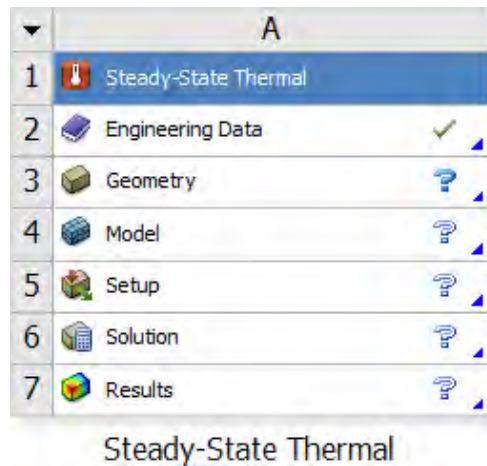 A
1 Steady-State Thermal
2 Engineering Data
3 Geometry ?
4 Model ?
5 Setup ?
6 Solution ?
7 Results ?
Steady-State Thermal